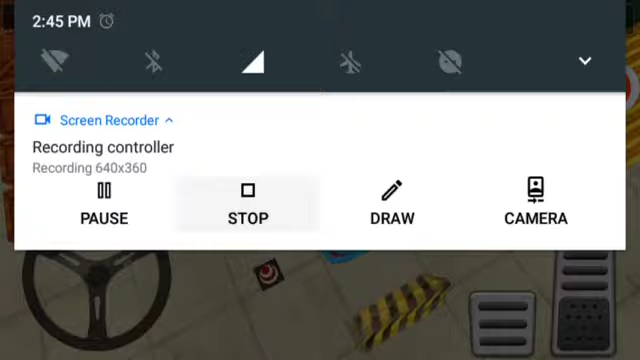 2:45 PM
Screen Recorder
Recording controller
Recording 640x360
PAUSE STOP DRAW CAMERA